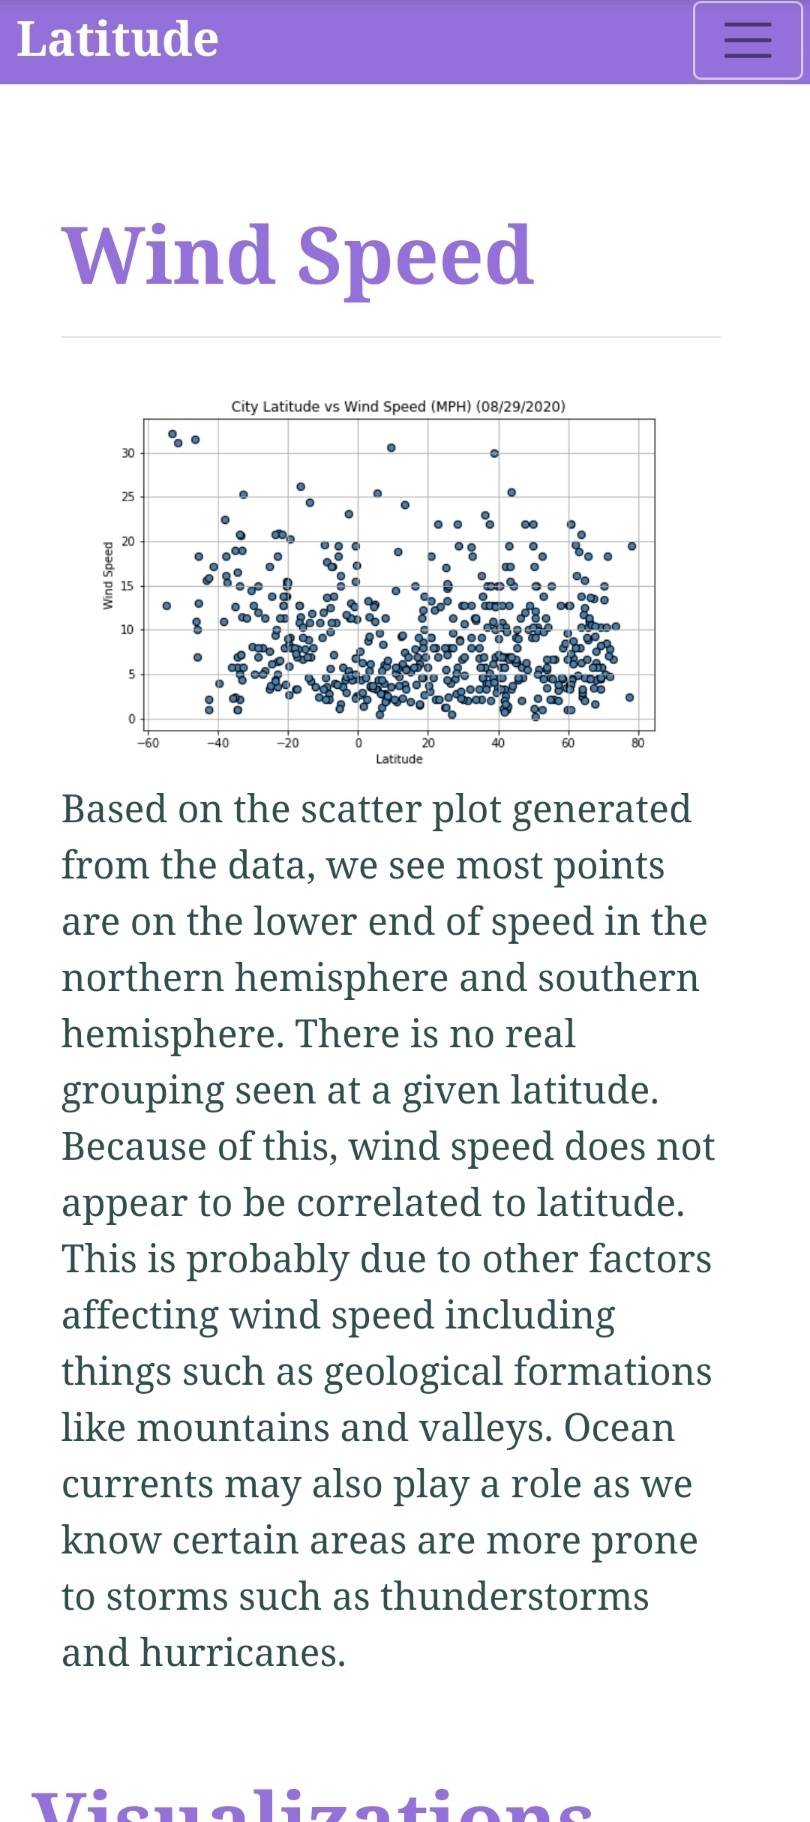 Latitude
Wind Speed
City Latitude vs Wind Speed (MPH) (08/29/2020)
Wind Speed
30
25
20
15
10
5
0
−60
−40
−20
0
20
40
60
80
Latitude
Based on the scatter plot generated
from the data, we see most points
are on the lower end of speed in the
northern hemisphere and southern
hemisphere. There is no real
grouping seen at a given latitude.
Because of this, wind speed does not
appear to be correlated to latitude.
This is probably due to other factors
affecting wind speed including
things such as geological formations
like mountains and valleys. Ocean
currents may also play a role as we
know certain areas are more prone
to storms such as thunderstorms
and hurricanes.
Visualizations